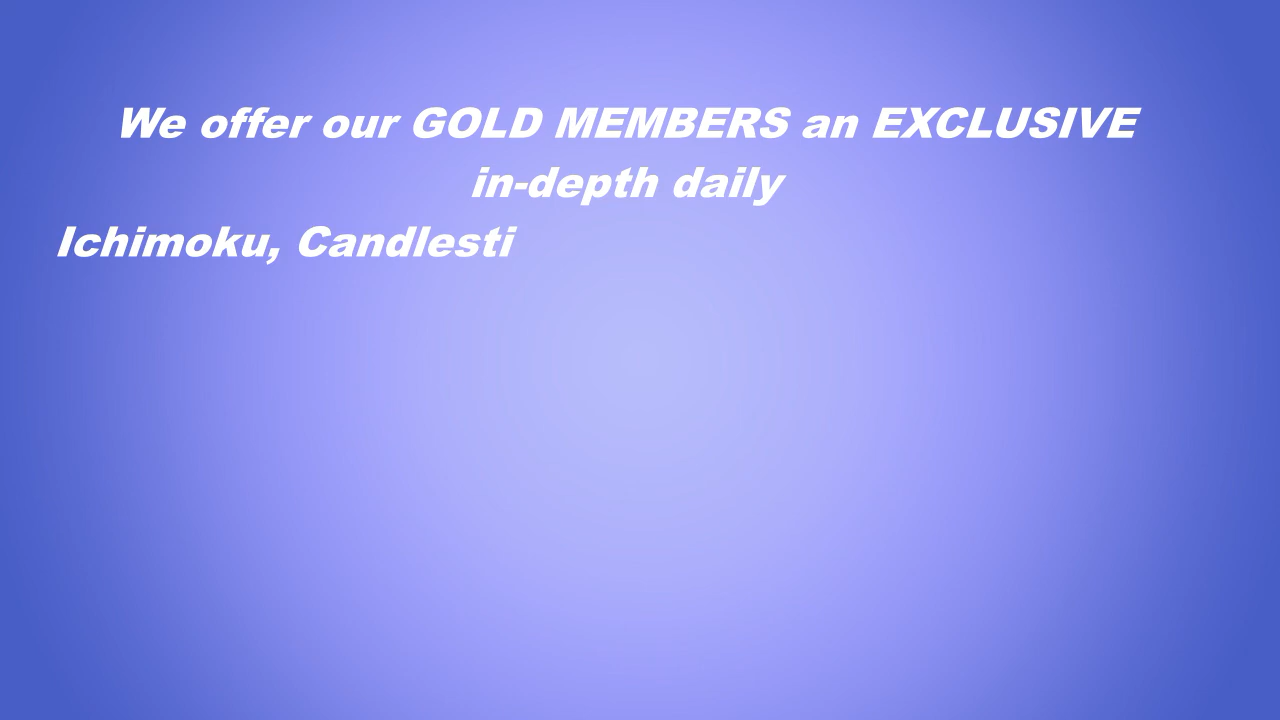 We offer our GOLD MEMBERS an EXCLUSIVE
in-depth daily
Ichimoku, Candlesti